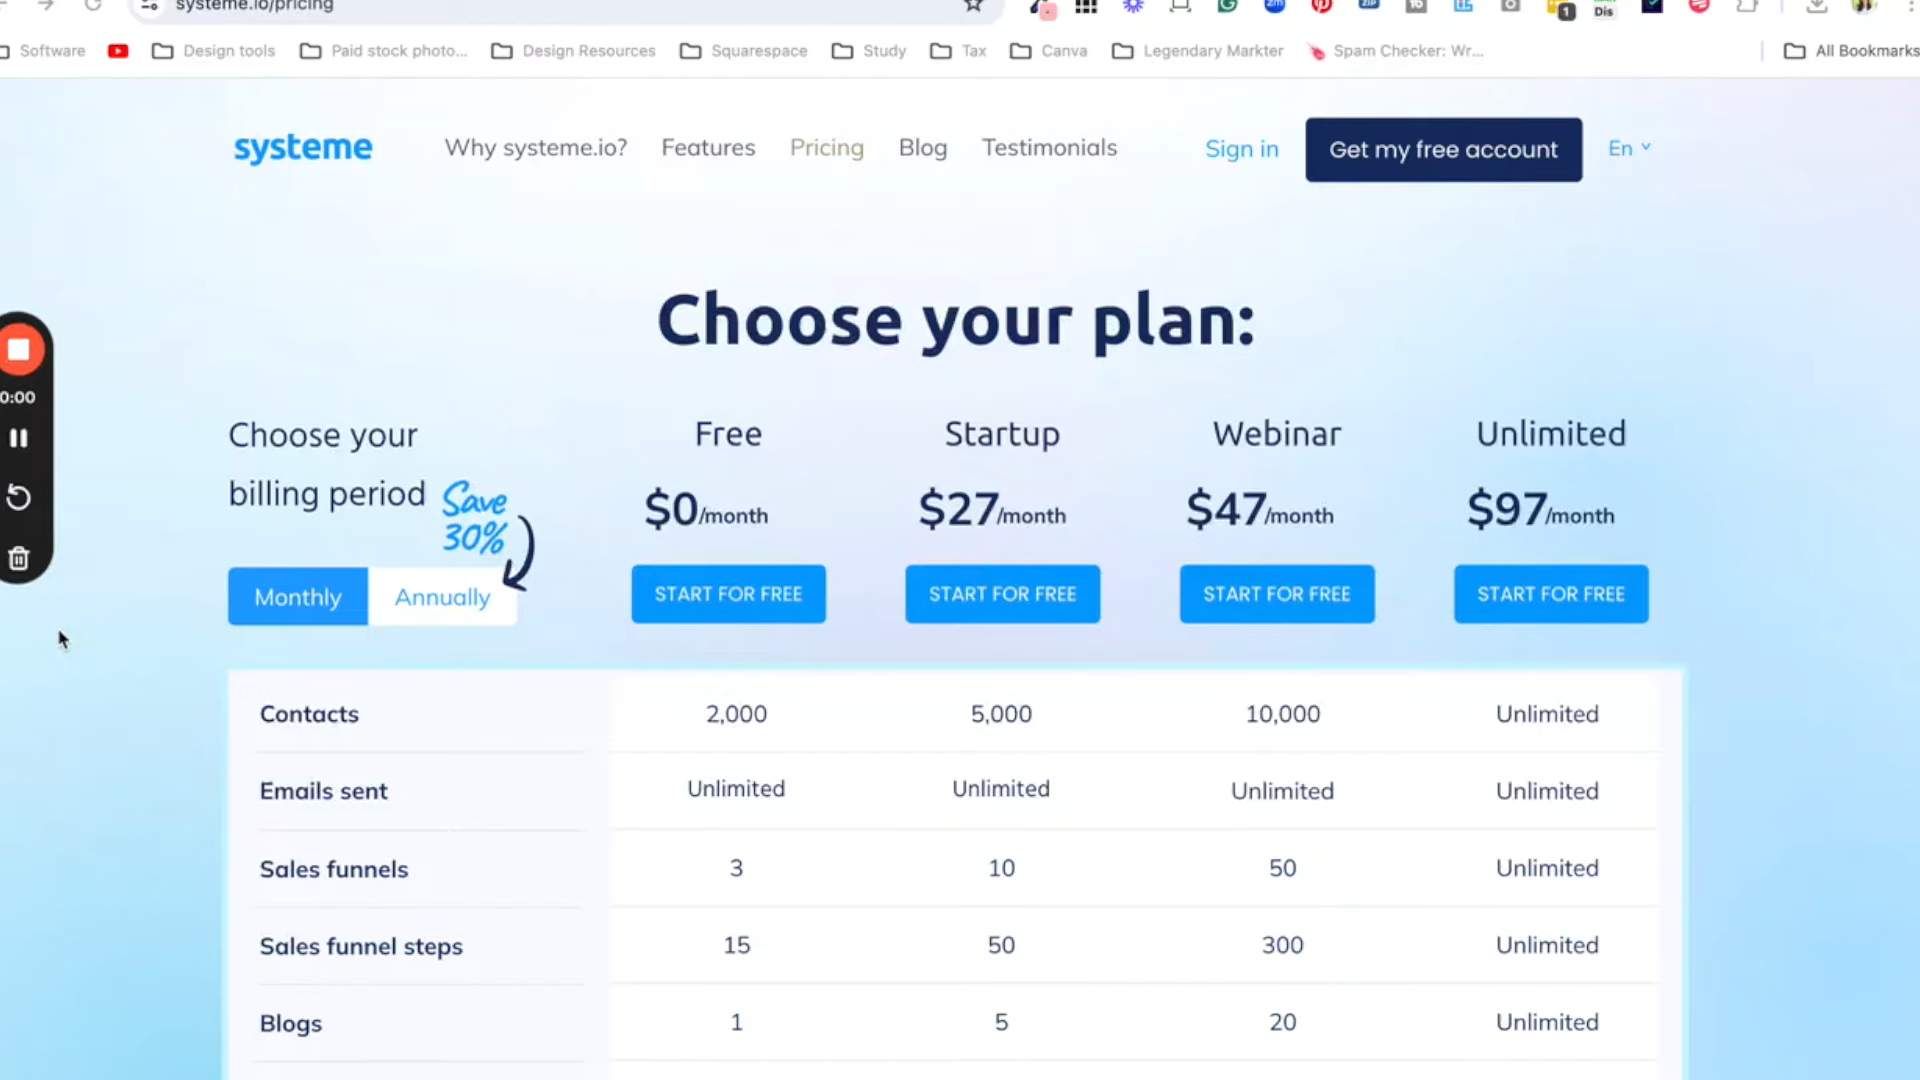 systeme.io/pricing
Dis
1
Software Design tools Paid stock photo... Design Resources Squarespace Study Tax Canva Legendary Markter Spam Checker: Wr... All Bookmarks
systeme Why systeme.io? Features Pricing Blog Testimonials Sign in Get my free account En
Choose your plan:
0:00
Choose your
billing period
Save
30%
Monthly Annually
Free Startup Webinar Unlimited
$0/month $27/month $47/month $97/month
START FOR FREE START FOR FREE START FOR FREE START FOR FREE
Contacts 2,000 5,000 10,000 Unlimited
Emails sent Unlimited Unlimited Unlimited Unlimited
Sales funnels 3 10 50 Unlimited
Sales funnel steps 15 50 300 Unlimited
Blogs 1 5 20 Unlimited